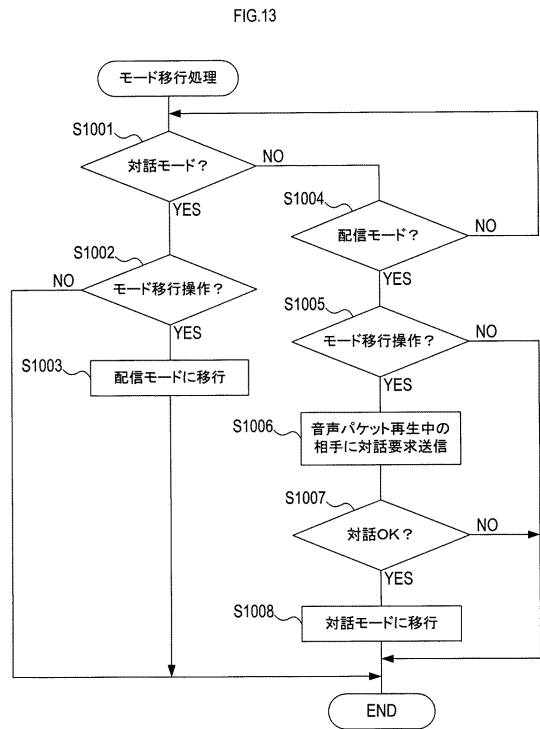 FIG.13
モード移行処理
S1001
対話モード?
NO
YES
S1002
モード移行操作?
NO
YES
S1003
配信モードに移行
S1004
配信モード?
NO
YES
S1005
モード移行操作?
NO
YES
S1006
音声パケット再生中の
相手に対話要求送信
S1007
対話OK?
NO
YES
S1008
対話モードに移行
END